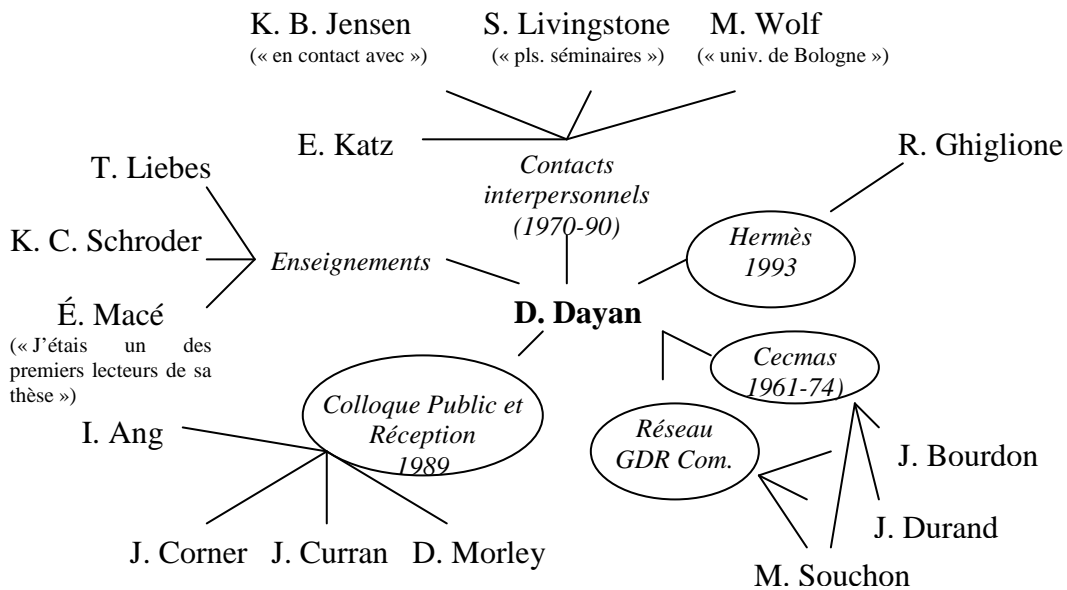 K. B. Jensen
(« en contact avec »)
S. Livingstone
(« pls. séminaires »)
M. Wolf
(« univ. de Bologne »)
E. Katz
Contacts
interpersonnels
(1970-90)
R. Ghiglione
T. Liebes
K. C. Schroder
Enseignements
Hermès
1993
É. Macé
(« J’étais un des
premiers lecteurs de sa
thèse »)
D. Dayan
Cecmas
1961-74)
Colloque Public et
Réception
1989
Réseau
GDR Com.
I. Ang
J. Bourdon
J. Corner
J. Curran
D. Morley
J. Durand
M. Souchon